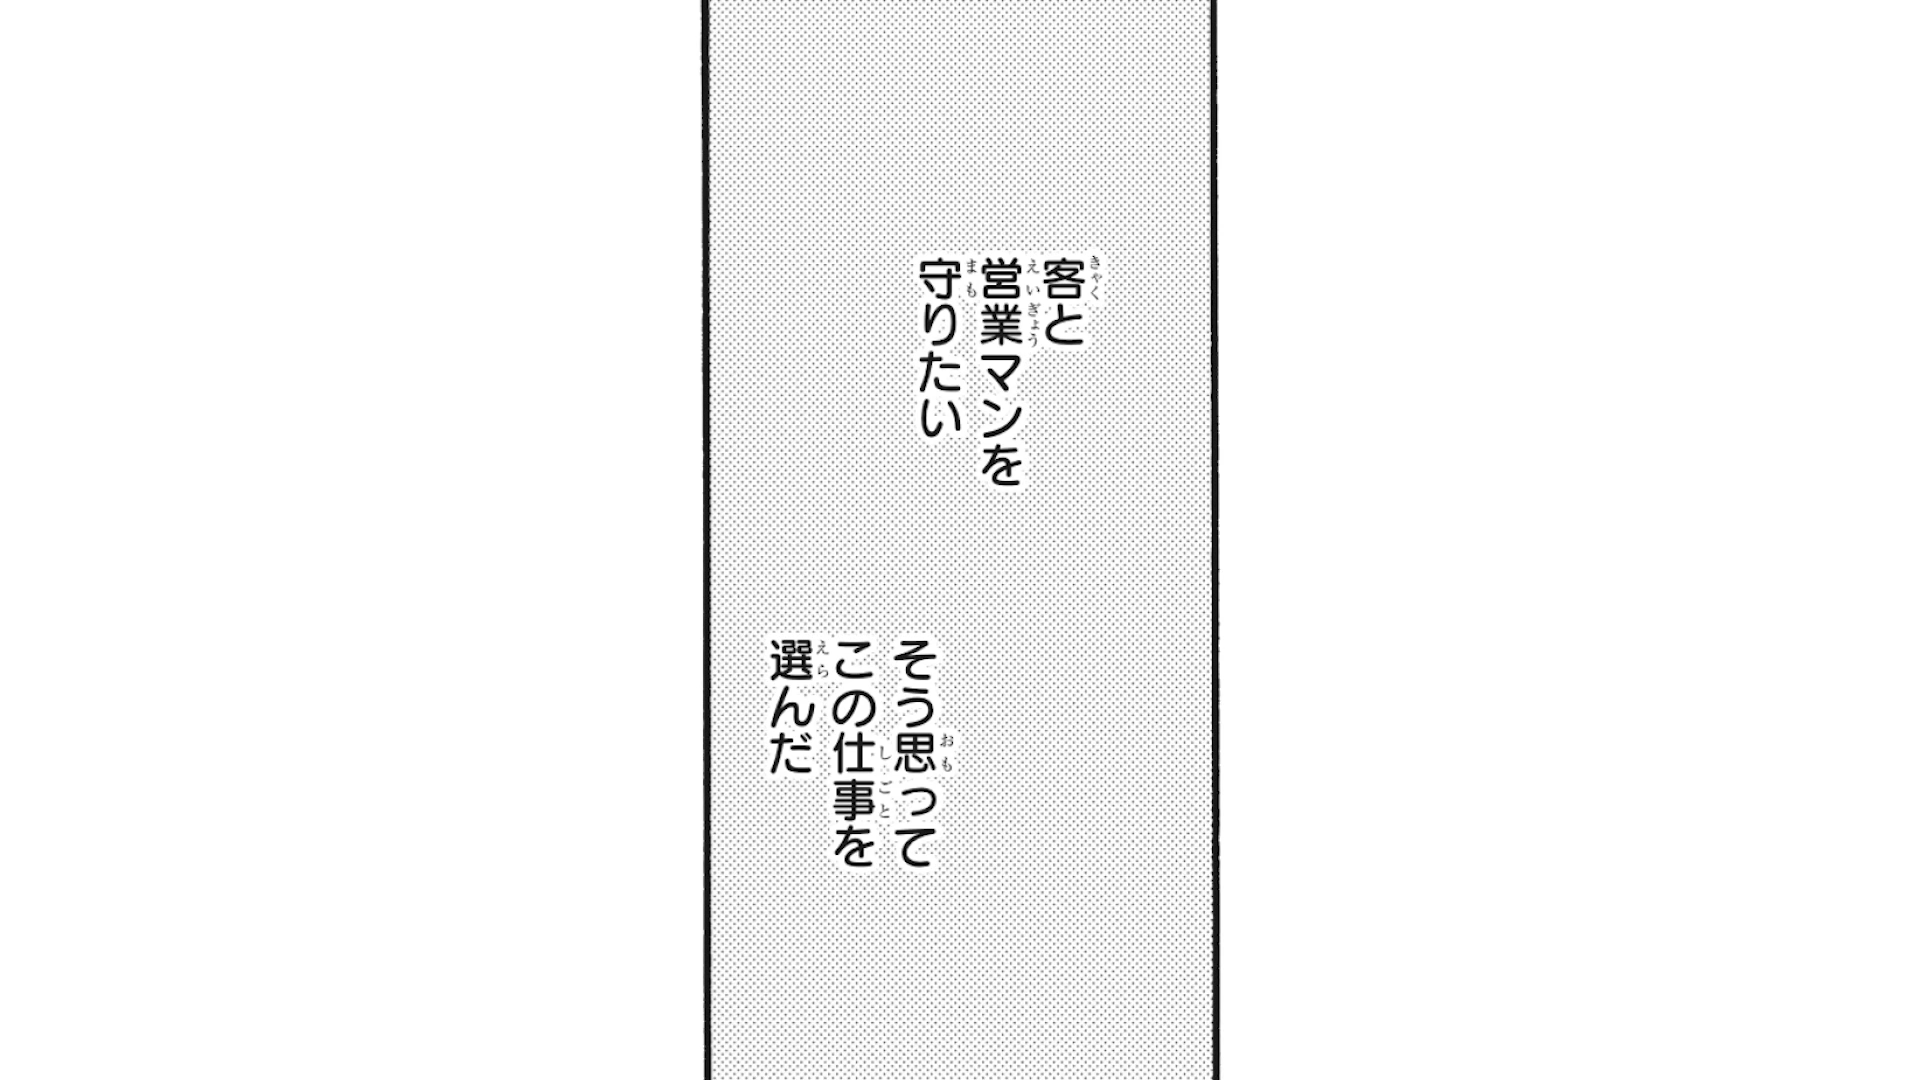 客と
営業マンを
守りたい
そう思って
この仕事を
選んだ